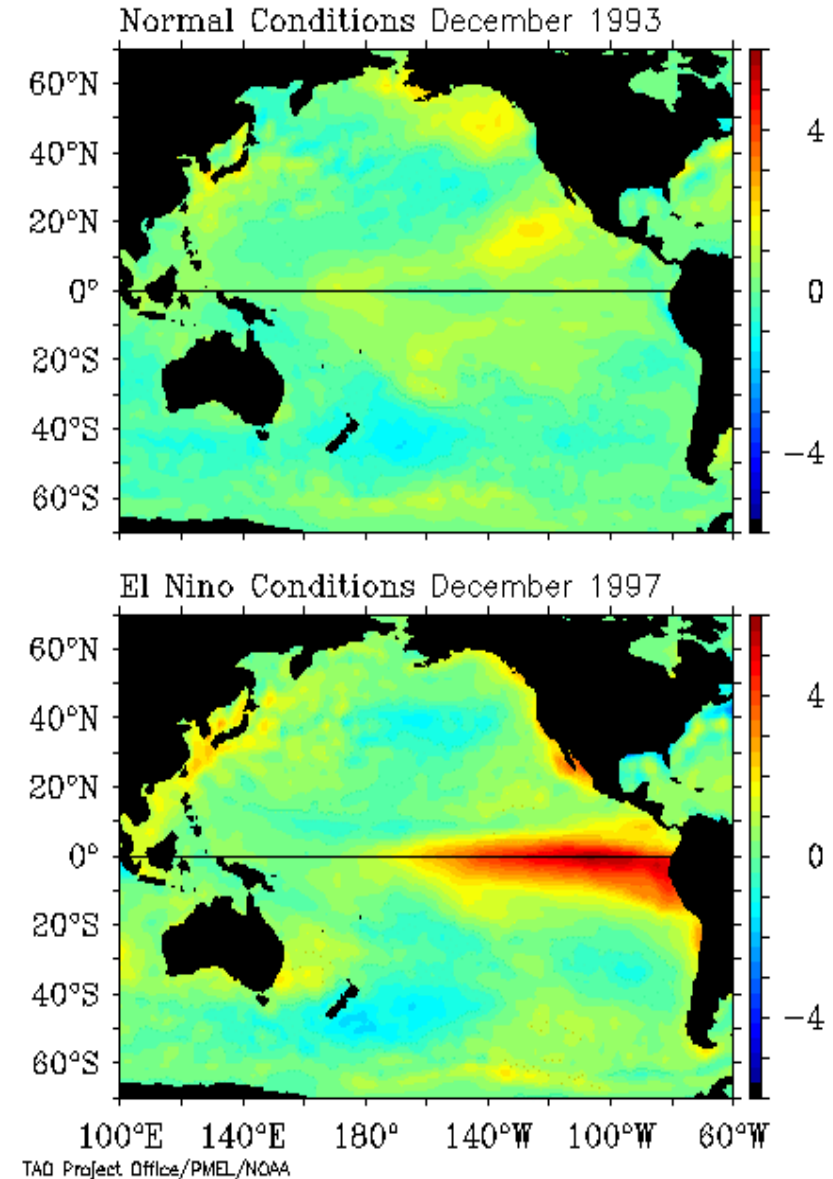 Normal Conditions December 1993
60°N
40°N
20°N
0°
20°S
40°S
60°S
4
0
−4
El Nino Conditions December 1997
60°N
40°N
20°N
0°
20°S
40°S
60°S
4
0
−4
100°E 140°E 180° 140°W 100°W 60°W
TAO Project Office/PMEL/NOAA